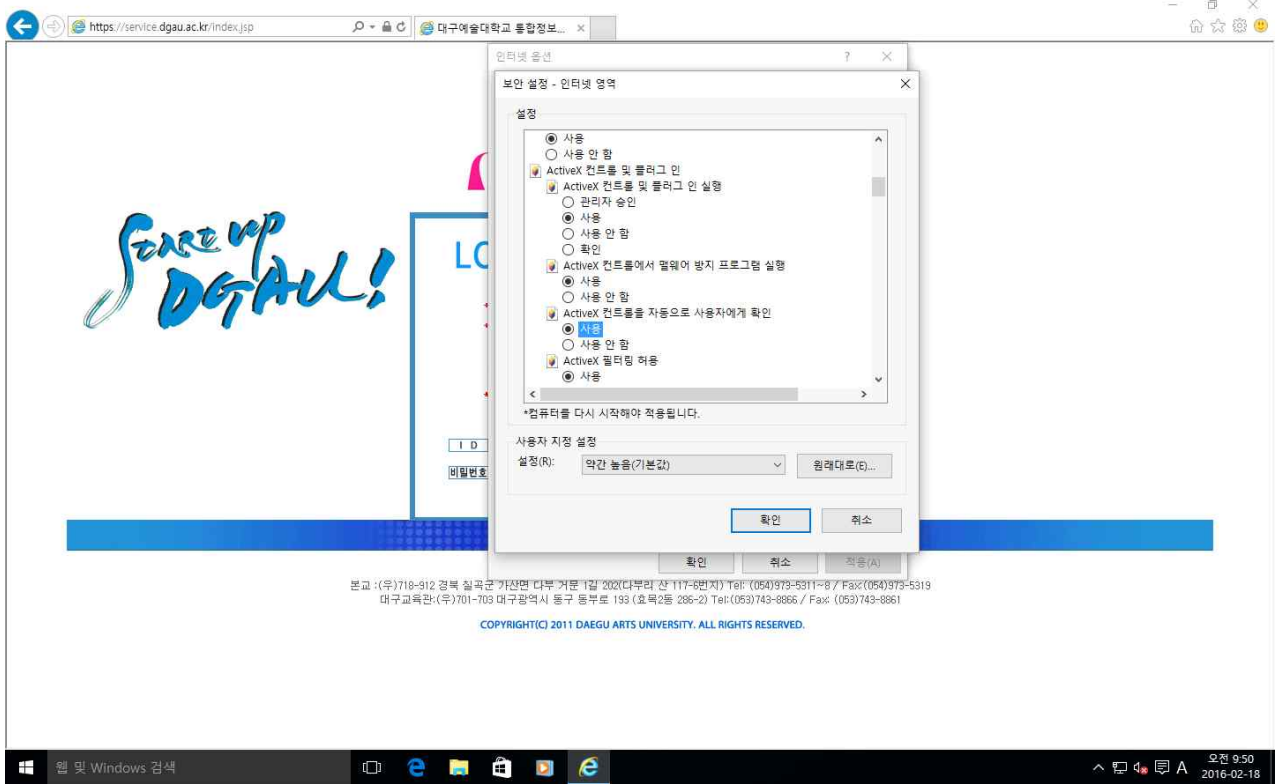 https://service.dgau.ac.kr/index.jsp
대구예술대학교 통합정보...
인터넷 옵션
보안 설정 - 인터넷 영역
설정
사용
사용 안 함
ActiveX 컨트롤 및 플러그 인
ActiveX 컨트롤 및 플러그 인 실행
관리자 승인
사용
사용 안 함
확인
ActiveX 컨트롤에서 맬웨어 방지 프로그램 실행
사용
사용 안 함
ActiveX 컨트롤을 자동으로 사용자에게 확인
사용
사용 안 함
ActiveX 필터링 허용
사용
*컴퓨터를 다시 시작해야 적용됩니다.
사용자 지정 설정
설정(R): 약간 높음(기본값) 원래대로(E)...
확인 취소
확인 취소 적용(A)
START UP
DGAU!
LO
I D
비밀번호
본교 :(우)718-912 경북 칠곡군 가산면 다부 거문 1길 202(다부리 산 117-6번지) Tel: (054)973-5311~8 / Fax:(054)973-5319
대구교육관:(우)701-703 대구광역시 동구 동부로 193 (효목2동 286-2) Tel:(053)743-8866 / Fax: (053)743-8861
COPYRIGHT(C) 2011 DAEGU ARTS UNIVERSITY. ALL RIGHTS RESERVED.
웹 및 Windows 검색
A
오전 9:50
2016-02-18